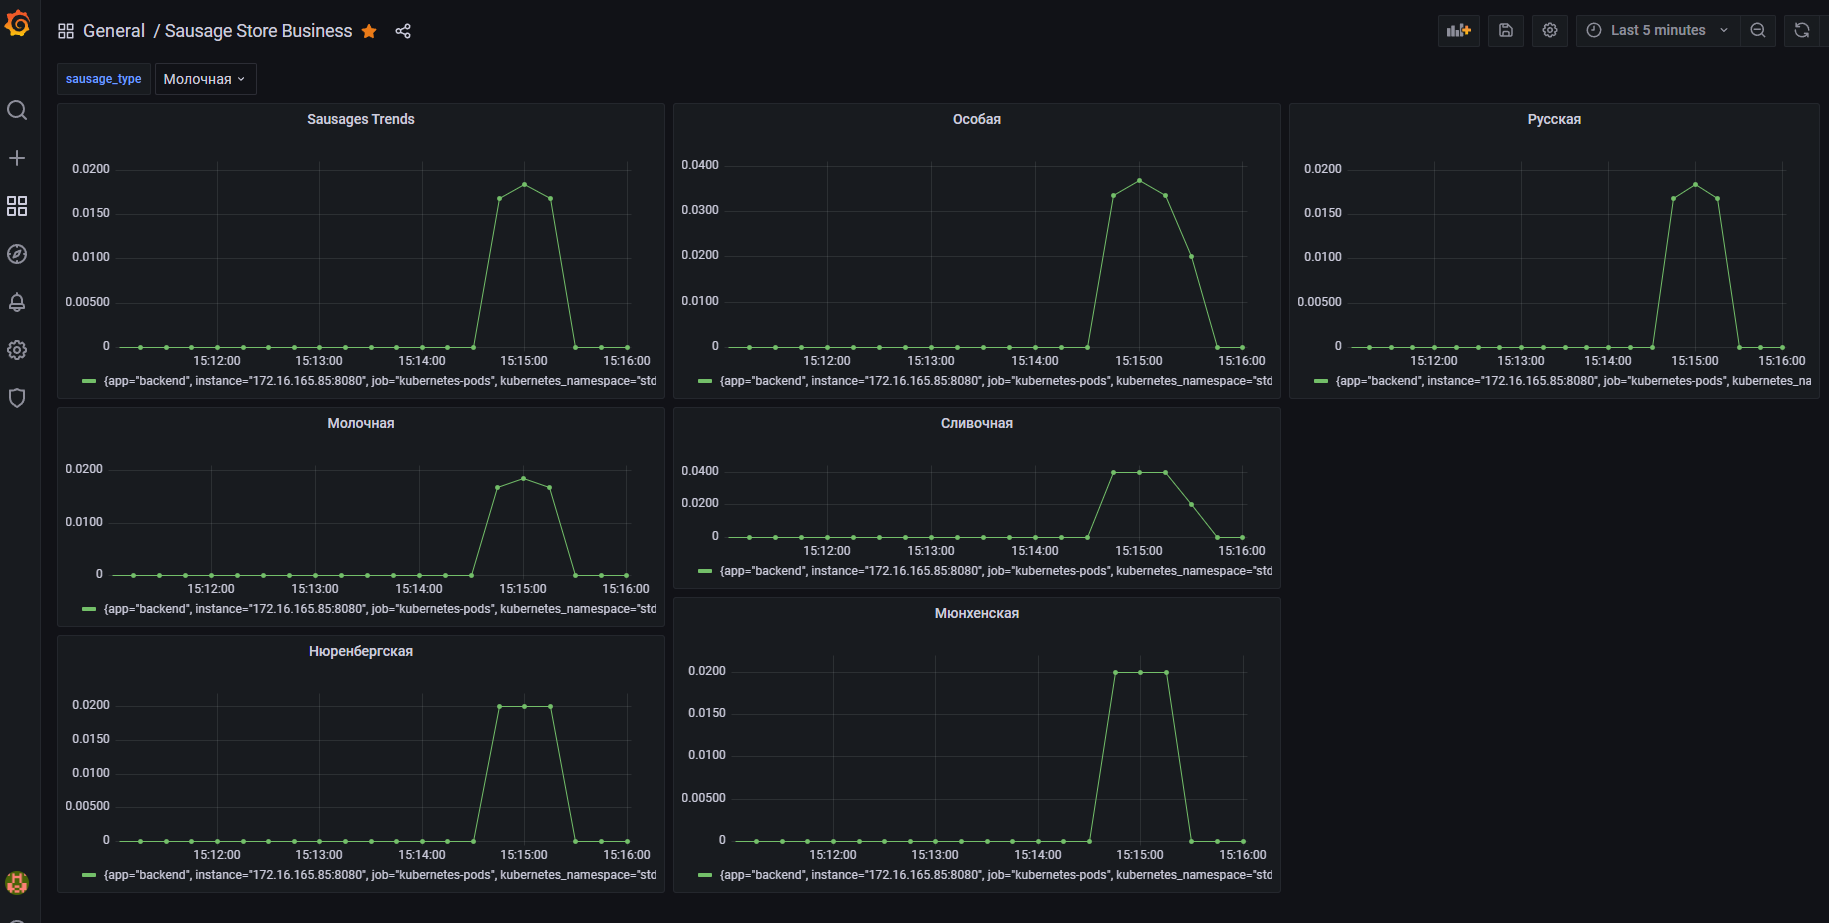 General / Sausage Store Business
Last 5 minutes
sausage_type
Молочная
Sausages Trends
0.0200
0.0150
0.0100
0.00500
0
15:12:00 15:13:00 15:14:00 15:15:00 15:16:00
{app="backend", instance="172.16.165.85:8080", job="kubernetes-pods", kubernetes_namespace="std
Особая
0.0400
0.0300
0.0200
0.0100
0
15:12:00 15:13:00 15:14:00 15:15:00 15:16:00
{app="backend", instance="172.16.165.85:8080", job="kubernetes-pods", kubernetes_namespace="std
Русская
0.0200
0.0150
0.0100
0.00500
0
15:12:00 15:13:00 15:14:00 15:15:00 15:16:00
{app="backend", instance="172.16.165.85:8080", job="kubernetes-pods", kubernetes_na
Молочная
0.0200
0.0100
0
15:12:00 15:13:00 15:14:00 15:15:00 15:16:00
{app="backend", instance="172.16.165.85:8080", job="kubernetes-pods", kubernetes_namespace="std
Сливочная
0.0400
0.0200
0
15:12:00 15:13:00 15:14:00 15:15:00 15:16:00
{app="backend", instance="172.16.165.85:8080", job="kubernetes-pods", kubernetes_namespace="std
Нюренбергская
0.0200
0.0150
0.0100
0.00500
0
15:12:00 15:13:00 15:14:00 15:15:00 15:16:00
{app="backend", instance="172.16.165.85:8080", job="kubernetes-pods", kubernetes_namespace="std
Мюнхенская
0.0200
0.0150
0.0100
0.00500
0
15:12:00 15:13:00 15:14:00 15:15:00 15:16:00
{app="backend", instance="172.16.165.85:8080", job="kubernetes-pods", kubernetes_namespace="std